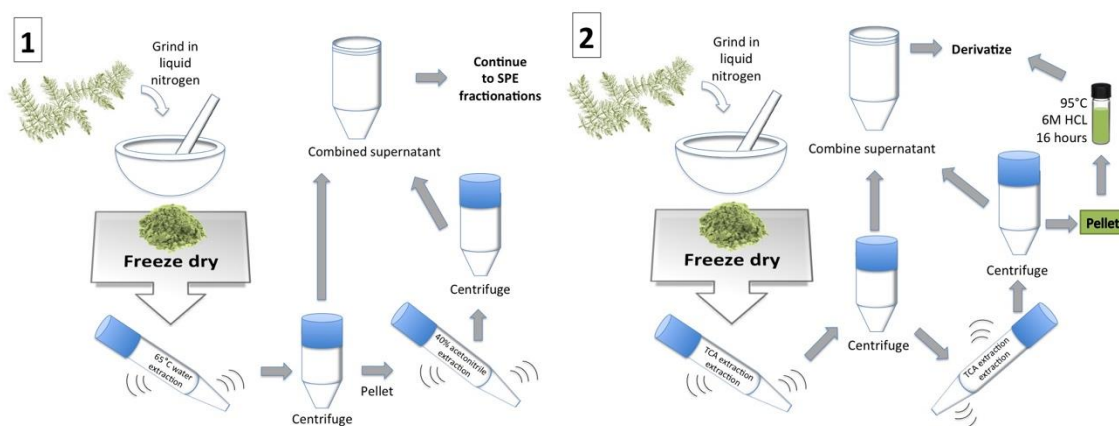 1
Grind in
liquid
nitrogen
Continue
to SPE
fractionations
Combined supernatant
Freeze dry
Centrifuge
65°C water
extraction
40% acetonitrile
extraction
Pellet
Centrifuge
2
Grind in
liquid
nitrogen
Derivatize
95°C
6M HCL
16 hours
Combine supernatant
Pellet
Freeze dry
Centrifuge
Centrifuge
TCA extraction
extraction
TCA extraction
extraction